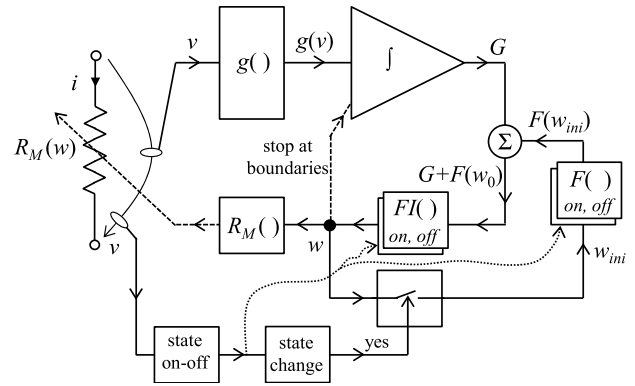 v
g( )
g(v)
∫
G
i
R_M(w)
v
stop at
boundaries
Σ
F(w_ini)
G+F(w_0)
F( )
on, off
FI( )
on, off
R_M( )
w
w_ini
state
on-off
state
change
yes